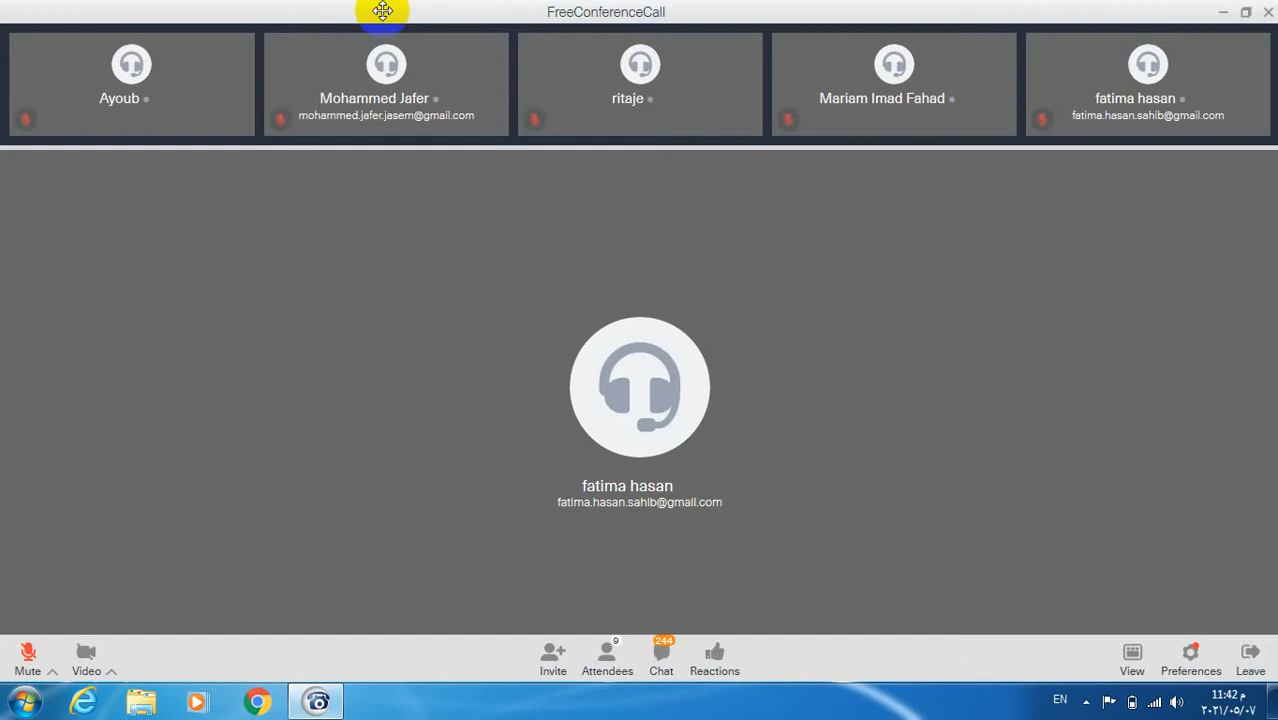 FreeConferenceCall
Ayoub
Mohammed Jafer
mohammed.jafer.jasem@gmail.com
ritaje
Mariam Imad Fahad
fatima hasan
fatima.hasan.sahib@gmail.com
fatima hasan
fatima.hasan.sahib@gmail.com
Mute
Video
Invite
9
Attendees
244
Chat
Reactions
View
Preferences
Leave
EN
11:42 م
٢٠٢١/٠٥/٠٧